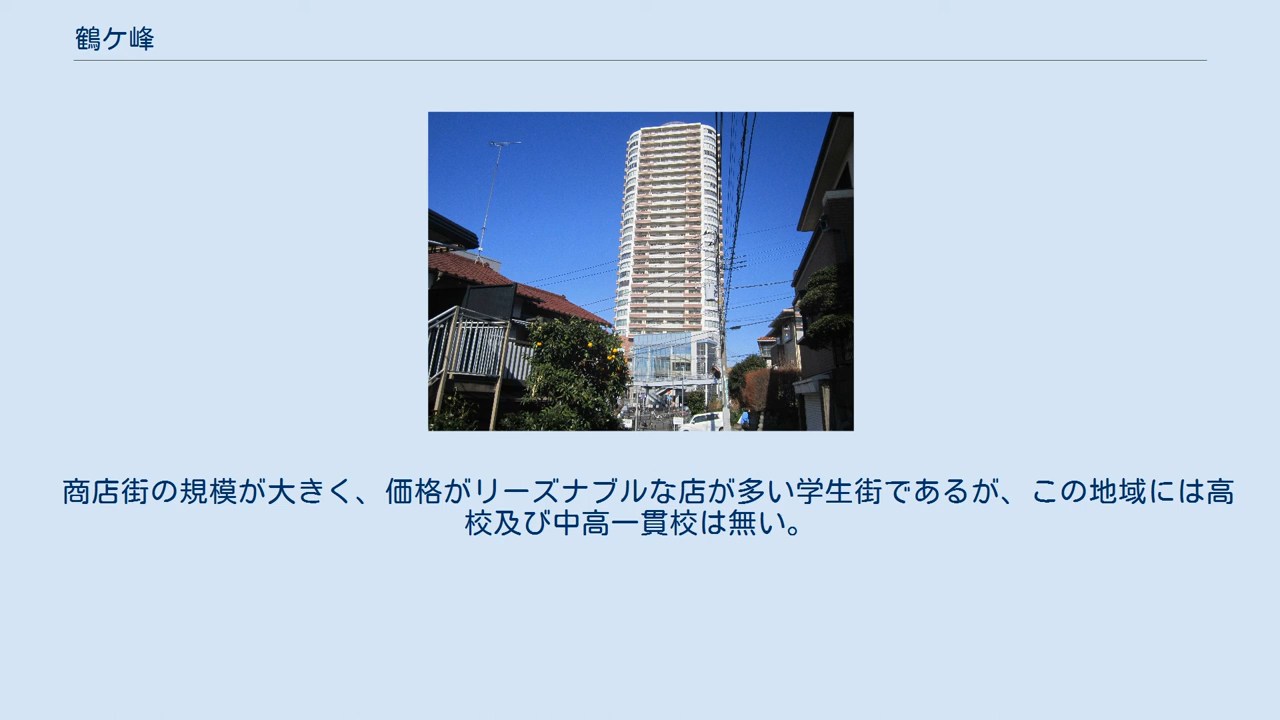 鶴ケ峰
商店街の規模が大きく、価格がリーズナブルな店が多い学生街であるが、この地域には高
校及び中高一貫校は無い。